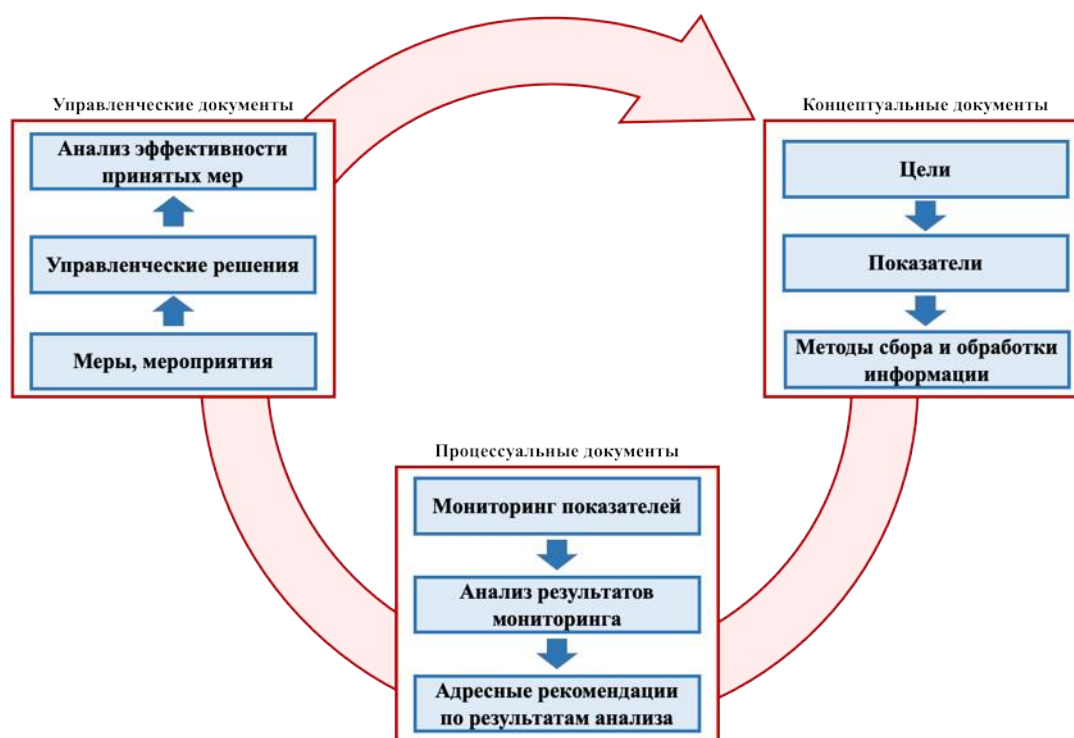 Управленческие документы
Анализ эффективности
принятых мер
Управленческие решения
Меры, мероприятия
Концептуальные документы
Цели
Показатели
Методы сбора и обработки
информации
Процессуальные документы
Мониторинг показателей
Анализ результатов
мониторинга
Адресные рекомендации
по результатам анализа